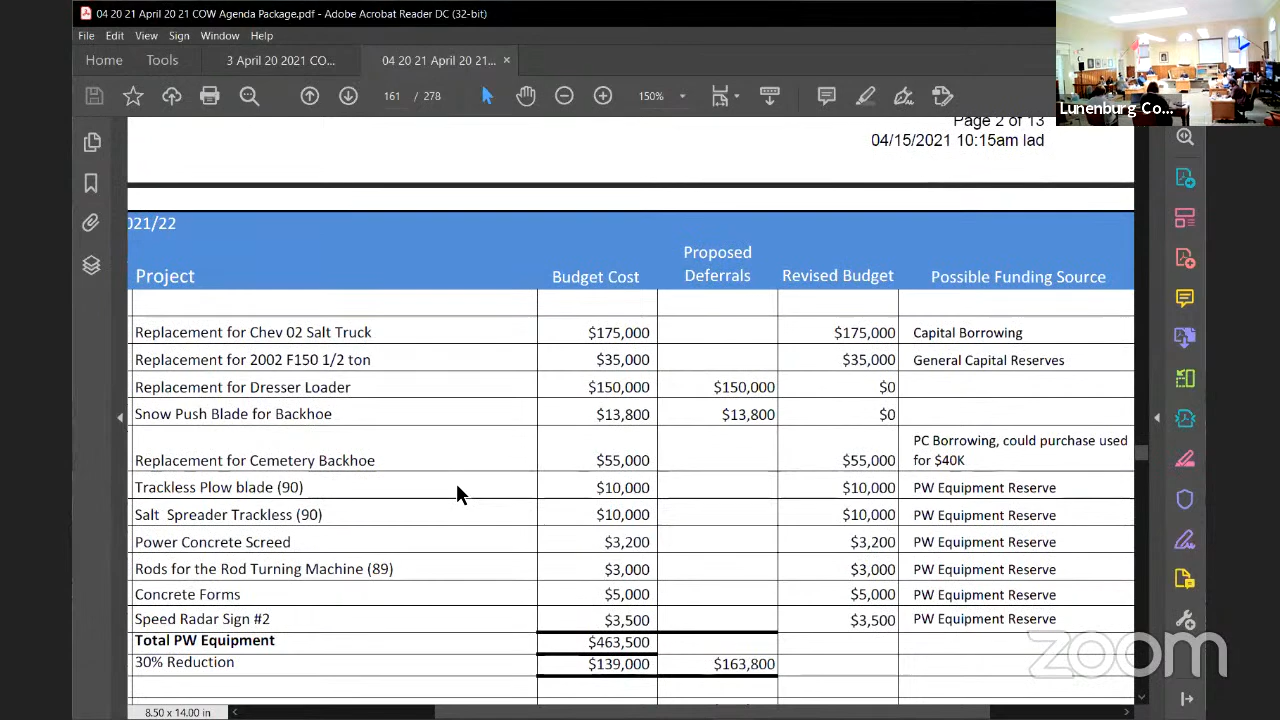 04 20 21 April 20 21 COW Agenda Package.pdf - Adobe Acrobat Reader DC (32-bit)
File Edit View Sign Window Help
Home Tools 3 April 20 2021 CO... 04 20 21 April 20 21... ×
161 / 278 150%
Lunenburg Co...
Page 2 of 13
04/15/2021 10:15am lad
021/22
Project Budget Cost Proposed Deferrals Revised Budget Possible Funding Source
Replacement for Chev 02 Salt Truck $175,000 $175,000 Capital Borrowing
Replacement for 2002 F150 1/2 ton $35,000 $35,000 General Capital Reserves
Replacement for Dresser Loader $150,000 $150,000 $0
Snow Push Blade for Backhoe $13,800 $13,800 $0
Replacement for Cemetery Backhoe $55,000 $55,000 PC Borrowing, could purchase used for $40K
Trackless Plow blade (90) $10,000 $10,000 PW Equipment Reserve
Salt Spreader Trackless (90) $10,000 $10,000 PW Equipment Reserve
Power Concrete Screed $3,200 $3,200 PW Equipment Reserve
Rods for the Rod Turning Machine (89) $3,000 $3,000 PW Equipment Reserve
Concrete Forms $5,000 $5,000 PW Equipment Reserve
Speed Radar Sign #2 $3,500 $3,500 PW Equipment Reserve
Total PW Equipment $463,500
30% Reduction $139,000 $163,800
zoom
8.50 x 14.00 in